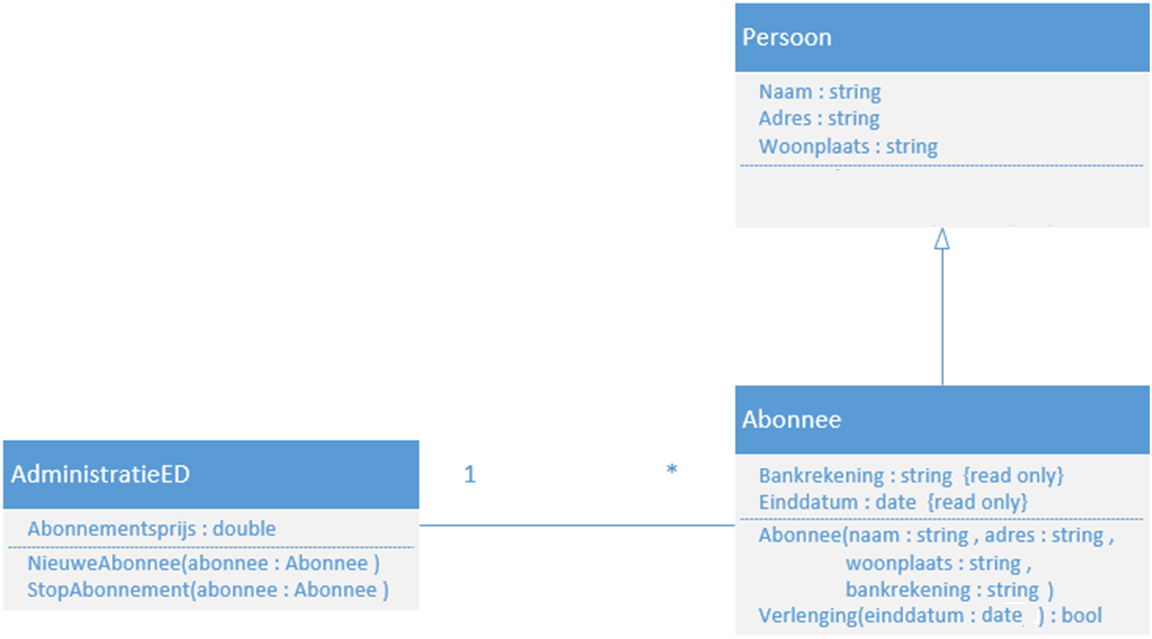 Persoon
Naam : string
Adres : string
Woonplaats : string
AdministratieED
Abonnementsprijs : double
NieuweAbonnee(abonnee : Abonnee )
StopAbonnement(abonnee : Abonnee )
1 *
Abonnee
Bankrekening : string {read only}
Einddatum : date {read only}
Abonnee(naam : string , adres : string ,
woonplaats : string ,
bankrekening : string )
Verlenging(einddatum : date ) : bool